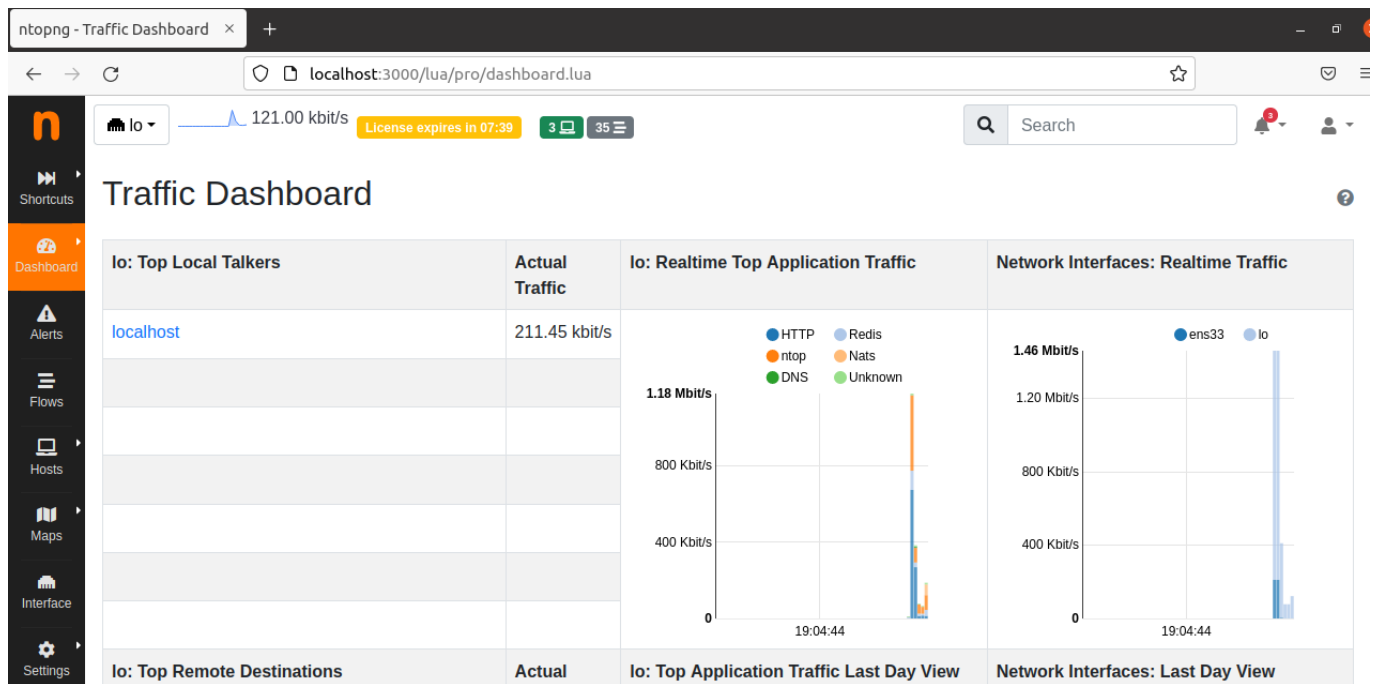 ntopng - Traffic Dashboard
localhost:3000/lua/pro/dashboard.lua
n
lo
121.00 kbit/s
License expires in 07:39
3
35
Search
3
Shortcuts
Dashboard
Alerts
Flows
Hosts
Maps
Interface
Settings
Traffic Dashboard
lo: Top Local Talkers
Actual
Traffic
lo: Realtime Top Application Traffic
Network Interfaces: Realtime Traffic
localhost
211.45 kbit/s
HTTP
Redis
ntop
Nats
DNS
Unknown
1.18 Mbit/s
800 Kbit/s
400 Kbit/s
0
19:04:44
ens33
lo
1.46 Mbit/s
1.20 Mbit/s
800 Kbit/s
400 Kbit/s
0
19:04:44
lo: Top Remote Destinations
Actual
lo: Top Application Traffic Last Day View
Network Interfaces: Last Day View